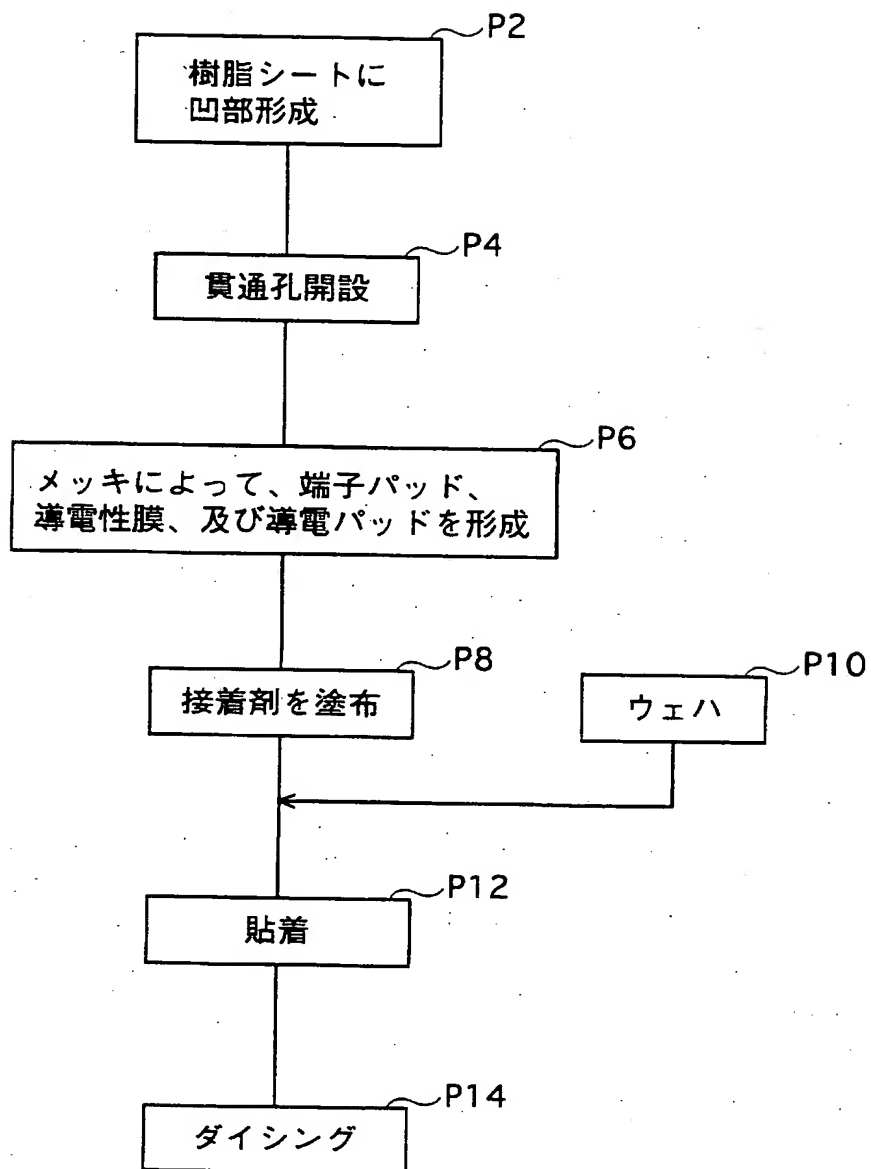 P2
樹脂シートに
凹部形成
P4
貫通孔開設
P6
メッキによって、端子パッド、
導電性膜、及び導電パッドを形成
P8
接着剤を塗布
P10
ウェハ
P12
貼着
P14
ダイシング